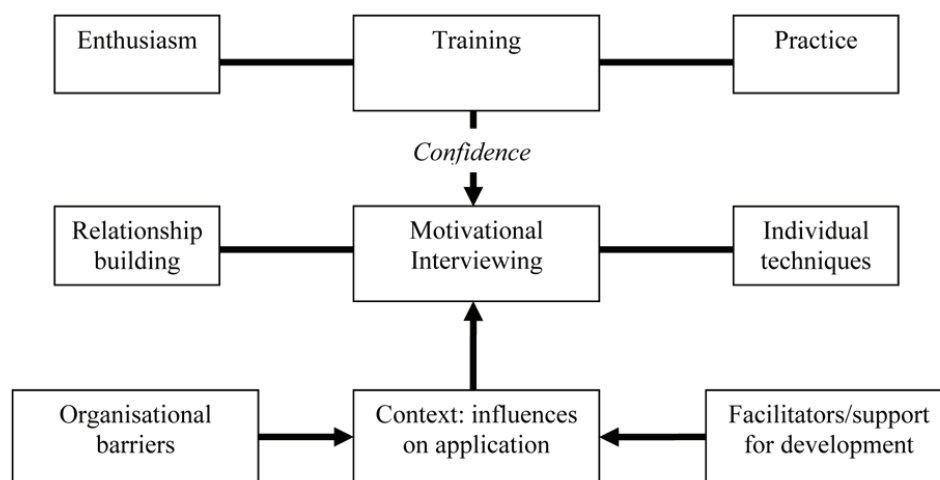 Enthusiasm
Training
Practice
Confidence
Relationship
building
Motivational
Interviewing
Individual
techniques
Organisational
barriers
Context: influences
on application
Facilitators/support
for development